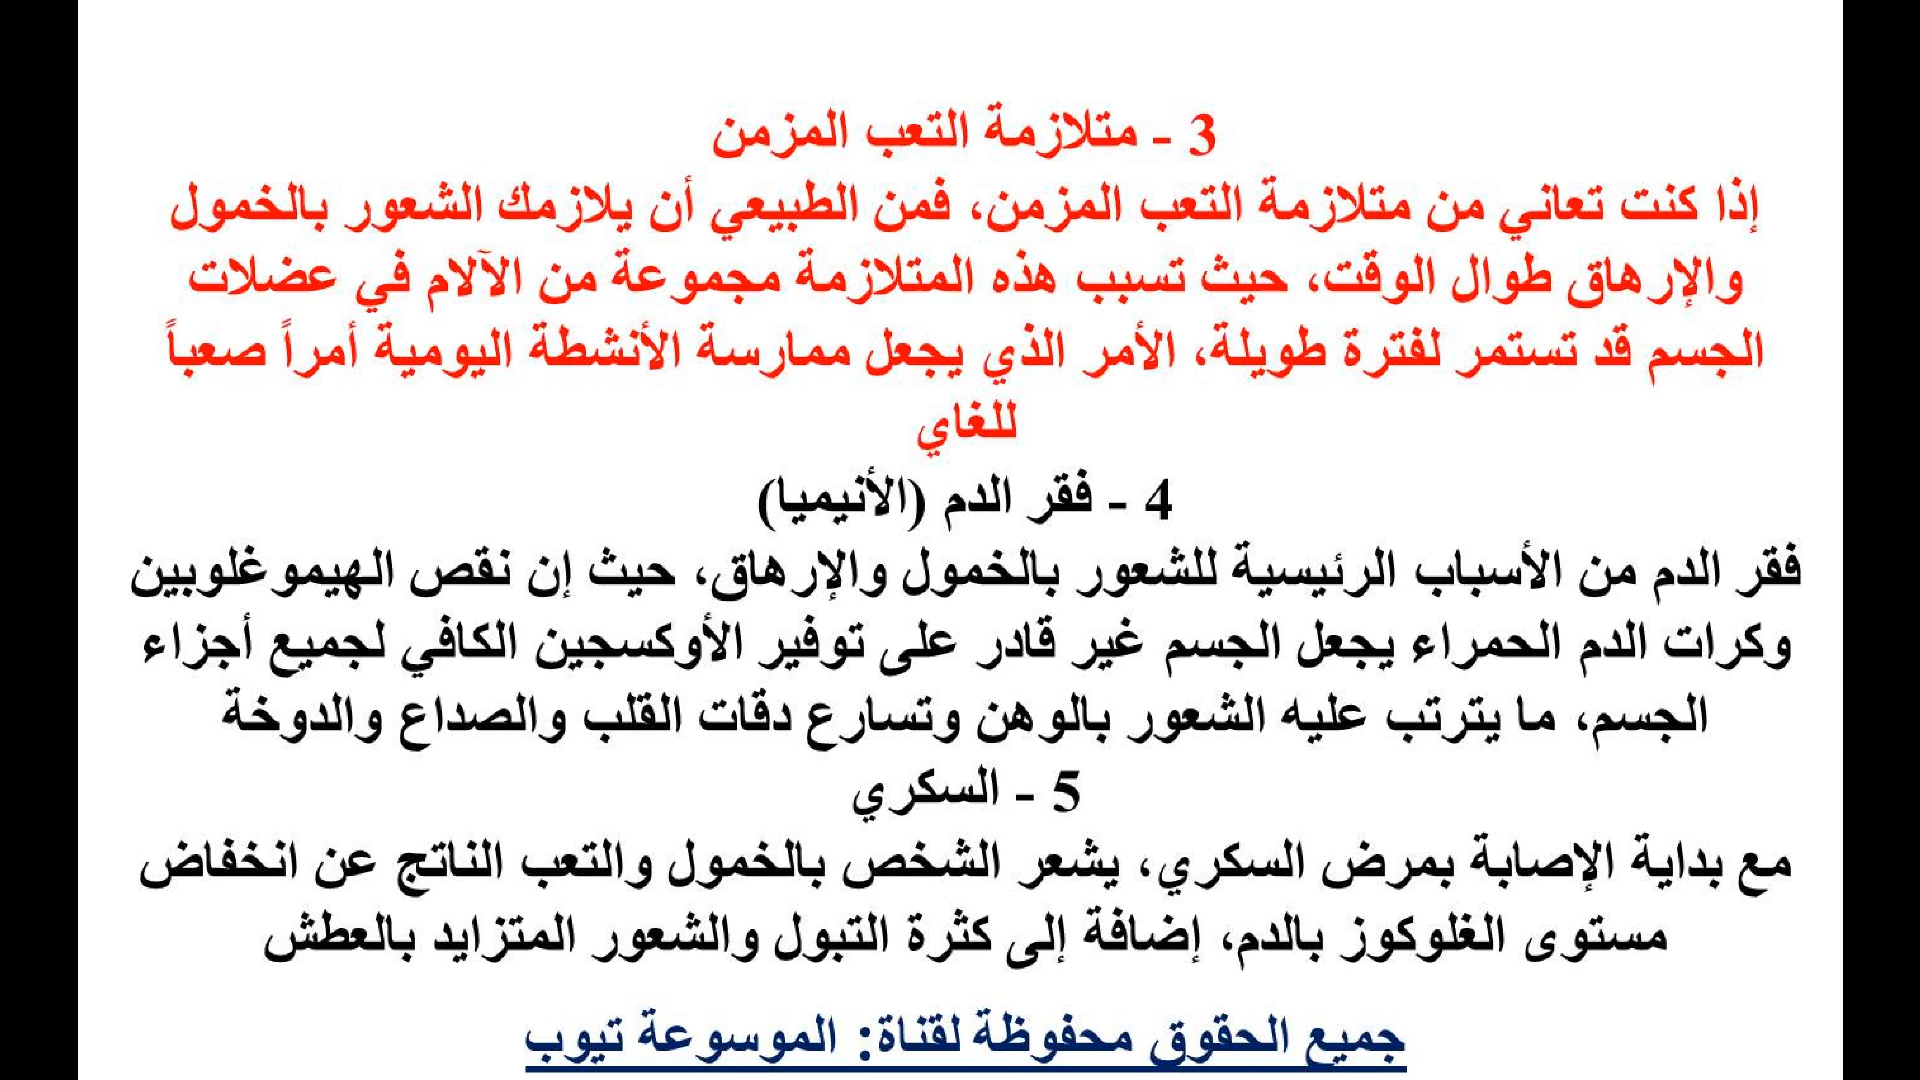 3 - متلازمة التعب المزمن
إذا كنت تعاني من متلازمة التعب المزمن، فمن الطبيعي أن يلازمك الشعور بالخمول
والإرهاق طوال الوقت، حيث تسبب هذه المتلازمة مجموعة من الآلام في عضلات
الجسم قد تستمر لفترة طويلة، الأمر الذي يجعل ممارسة الأنشطة اليومية أمراً صعباً
للغاي
4 - فقر الدم (الأنيميا)
فقر الدم من الأسباب الرئيسية للشعور بالخمول والإرهاق، حيث إن نقص الهيموغلوبين
وكرات الدم الحمراء يجعل الجسم غير قادر على توفير الأوكسجين الكافي لجميع أجزاء
الجسم، ما يترتب عليه الشعور بالوهن وتسارع دقات القلب والصداع والدوخة
5 - السكري
مع بداية الإصابة بمرض السكري، يشعر الشخص بالخمول والتعب الناتج عن انخفاض
مستوى الغلوكوز بالدم، إضافة إلى كثرة التبول والشعور المتزايد بالعطش
جميع الحقوق محفوظة لقناة: الموسوعة تيوب